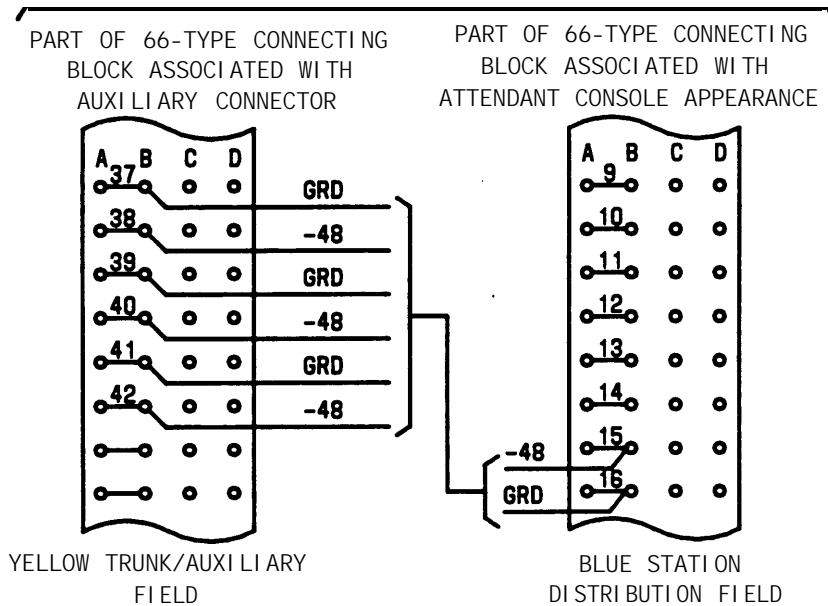 PART OF 66-TYPE CONNECTING
BLOCK ASSOCIATED WITH
AUXILIARY CONNECTOR
A B C D
37
GRD
38
-48
39
GRD
40
-48
41
GRD
42
-48
YELLOW TRUNK/AUXILIARY
FIELD
PART OF 66-TYPE CONNECTING
BLOCK ASSOCIATED WITH
ATTENDANT CONSOLE APPEARANCE
A B C D
9
10
11
12
13
14
15
-48
16
GRD
BLUE STATION
DISTRIBUTION FIELD